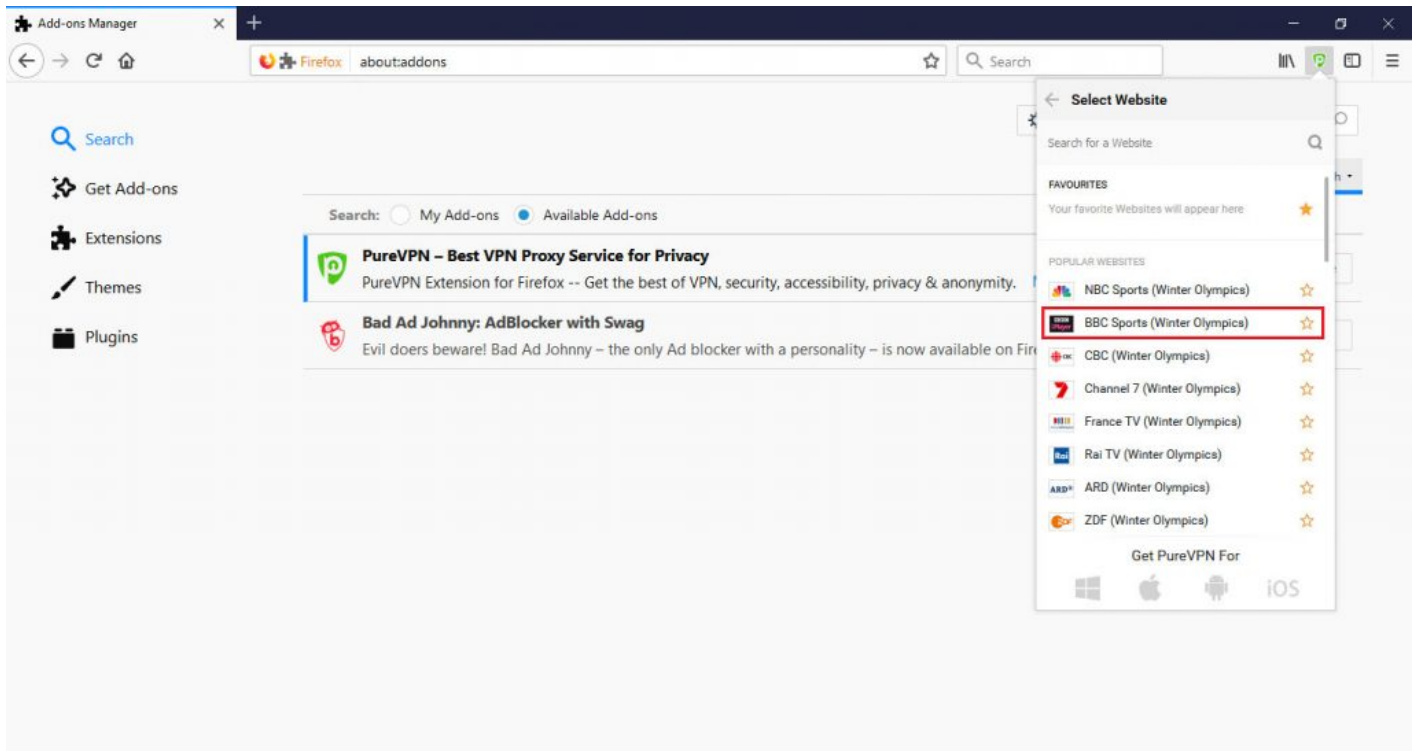 Add-ons Manager
Firefox about:addons
Search
Select Website
Search for a Website
FAVOURITES
Your favorite Websites will appear here
POPULAR WEBSITES
NBC Sports (Winter Olympics)
BBC Sports (Winter Olympics)
CBC (Winter Olympics)
Channel 7 (Winter Olympics)
France TV (Winter Olympics)
Rai TV (Winter Olympics)
ARD (Winter Olympics)
ZDF (Winter Olympics)
Get PureVPN For
iOS
Search
Get Add-ons
Extensions
Themes
Plugins
Search: My Add-ons Available Add-ons
PureVPN – Best VPN Proxy Service for Privacy
PureVPN Extension for Firefox -- Get the best of VPN, security, accessibility, privacy & anonymity.
Bad Ad Johnny: AdBlocker with Swag
Evil doers beware! Bad Ad Johnny – the only Ad blocker with a personality – is now available on